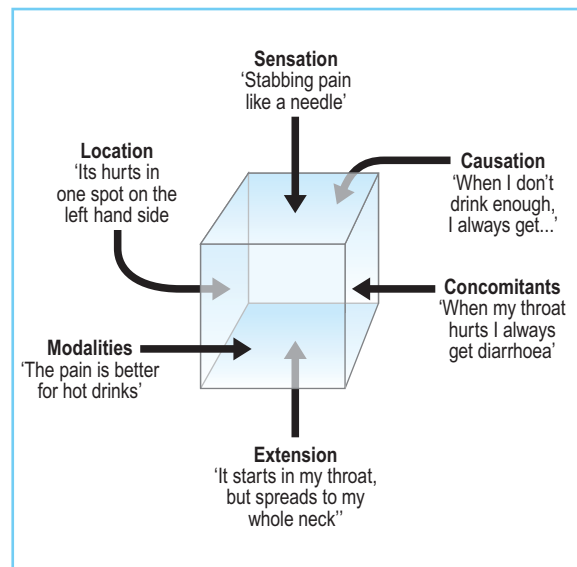 Sensation
‘Stabbing pain
like a needle’
Location
‘Its hurts in
one spot on the
left hand side
Causation
‘When I don’t
drink enough,
I always get...’
Concomitants
‘When my throat
hurts I always
get diarrhoea’
Modalities
‘The pain is better
for hot drinks’
Extension
‘It starts in my throat,
but spreads to my
whole neck’’